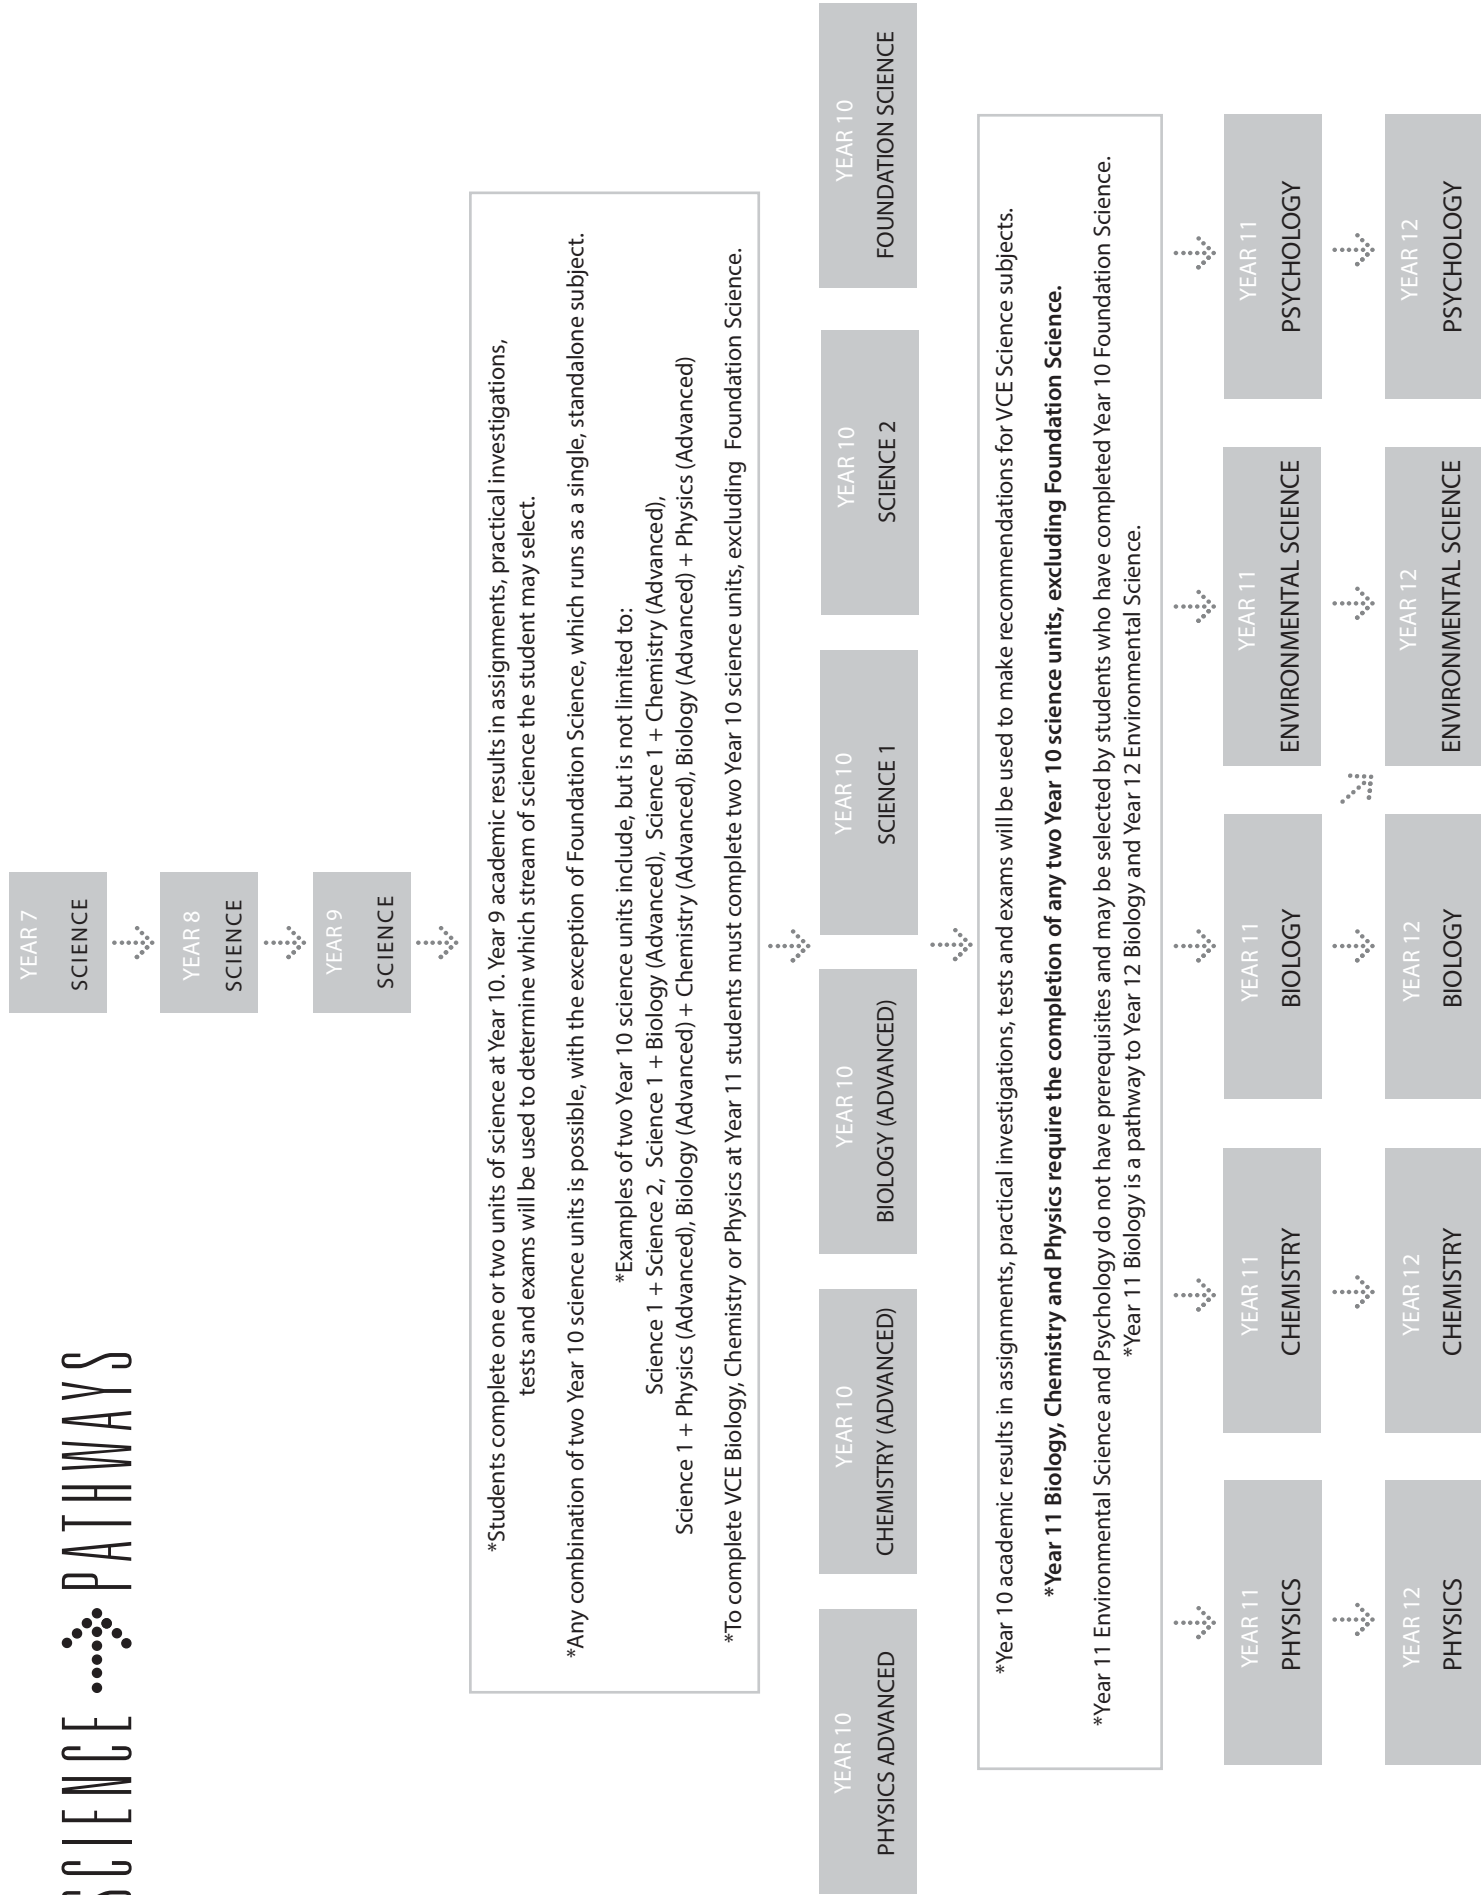 SCIENCE PATHWAYS
YEAR 7
SCIENCE
YEAR 8
SCIENCE
YEAR 9
SCIENCE
*Students complete one or two units of science at Year 10. Year 9 academic results in assignments, practical investigations,
tests and exams will be used to determine which stream of science the student may select.
*Any combination of two Year 10 science units is possible, with the exception of Foundation Science, which runs as a single, standalone subject.
*Examples of two Year 10 science units include, but is not limited to:
Science 1 + Science 2, Science 1 + Biology (Advanced), Science 1 + Chemistry (Advanced),
Science 1 + Physics (Advanced), Biology (Advanced) + Chemistry (Advanced), Biology (Advanced) + Physics (Advanced)
*To complete VCE Biology, Chemistry or Physics at Year 11 students must complete two Year 10 science units, excluding Foundation Science.
YEAR 10
PHYSICS ADVANCED
YEAR 10
CHEMISTRY (ADVANCED)
YEAR 10
BIOLOGY (ADVANCED)
YEAR 10
SCIENCE 1
YEAR 10
SCIENCE 2
YEAR 10
FOUNDATION SCIENCE
*Year 10 academic results in assignments, practical investigations, tests and exams will be used to make recommendations for VCE Science subjects.
*Year 11 Biology, Chemistry and Physics require the completion of any two Year 10 science units, excluding Foundation Science.
*Year 11 Environmental Science and Psychology do not have prerequisites and may be selected by students who have completed Year 10 Foundation Science.
*Year 11 Biology is a pathway to Year 12 Biology and Year 12 Environmental Science.
YEAR 11
PHYSICS
YEAR 11
CHEMISTRY
YEAR 11
BIOLOGY
YEAR 11
ENVIRONMENTAL SCIENCE
YEAR 11
PSYCHOLOGY
YEAR 12
PHYSICS
YEAR 12
CHEMISTRY
YEAR 12
BIOLOGY
YEAR 12
ENVIRONMENTAL SCIENCE
YEAR 12
PSYCHOLOGY